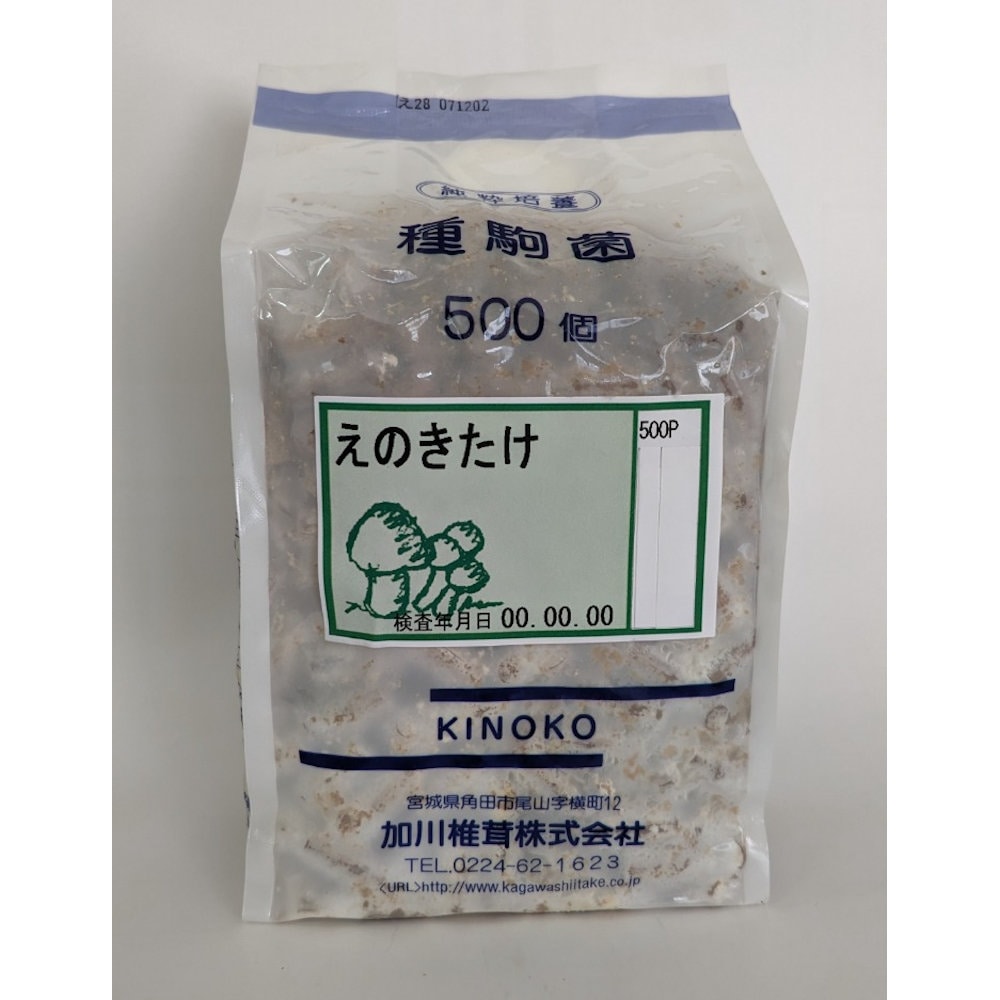 え28 071202
純粋培養
種駒菌
500個
えのきたけ
500P
検査年月日 00.00.00
KINOKO
宮城県角田市尾山字横町12
加川椎茸株式会社
TEL.0224-62-1623
〈URL〉http://www.kagawashiitake.co.jp